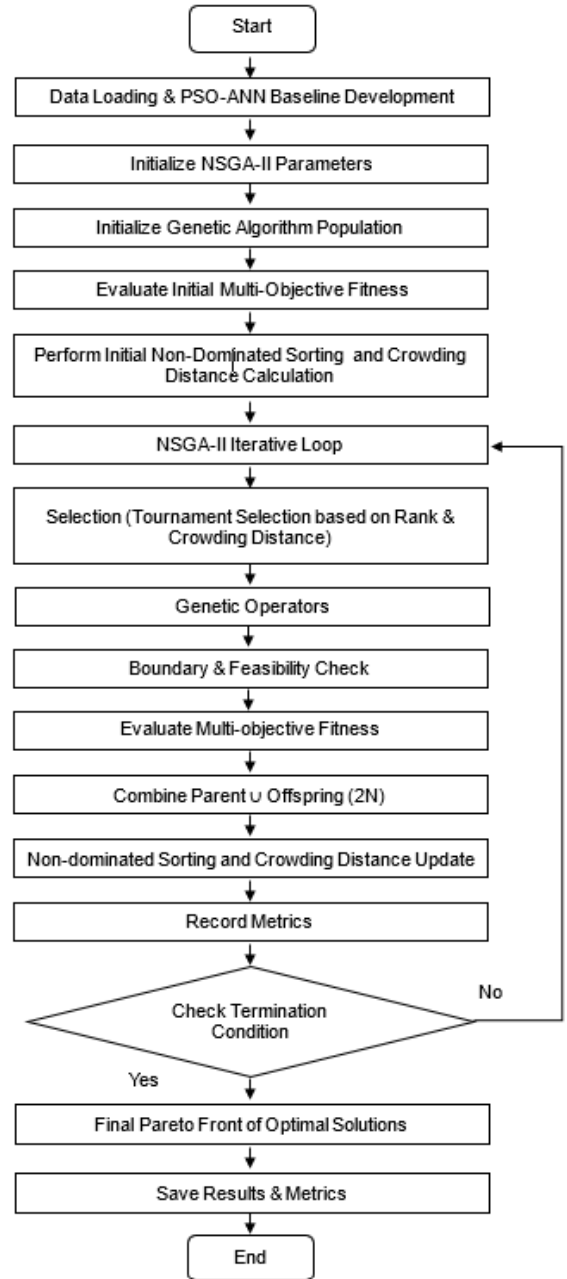 Start
Data Loading & PSO-ANN Baseline Development
Initialize NSGA-II Parameters
Initialize Genetic Algorithm Population
Evaluate Initial Multi-Objective Fitness
Perform Initial Non-Dominated Sorting and Crowding
Distance Calculation
NSGA-II Iterative Loop
Selection (Tournament Selection based on Rank &
Crowding Distance)
Genetic Operators
Boundary & Feasibility Check
Evaluate Multi-objective Fitness
Combine Parent ∪ Offspring (2N)
Non-dominated Sorting and Crowding Distance Update
Record Metrics
Check Termination
Condition
No
Yes
Final Pareto Front of Optimal Solutions
Save Results & Metrics
End